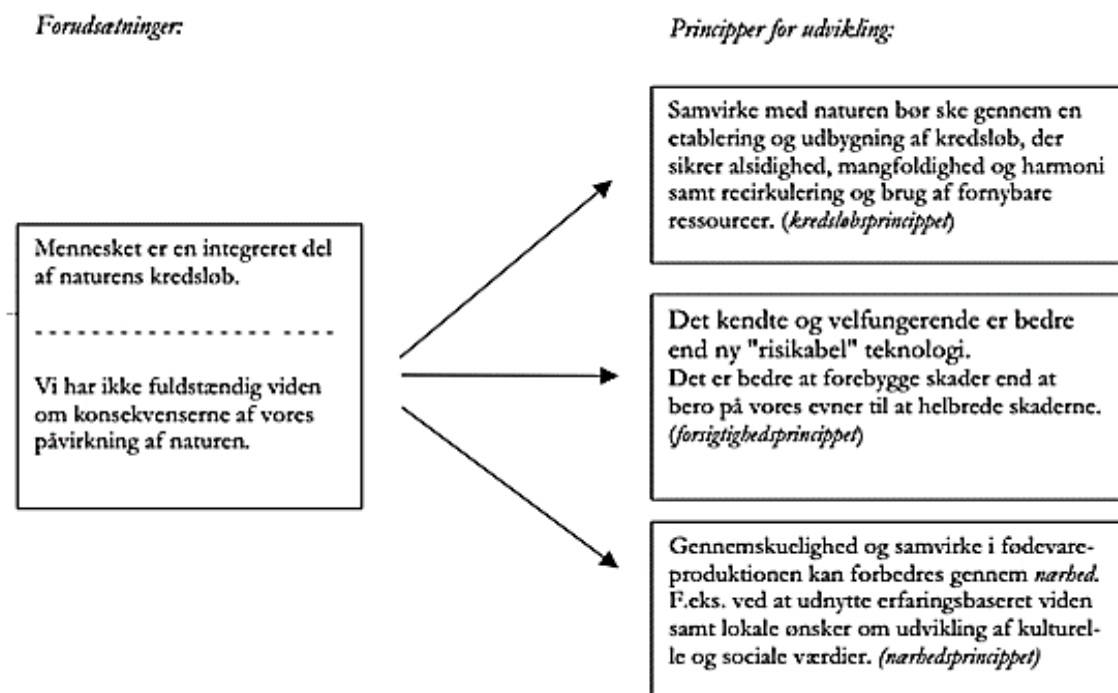 Forudsætninger:
Mennesket er en integreret del
af naturens kredsløb.
Vi har ikke fuldstændig viden
om konsekvenserne af vores
påvirkning af naturen.
Principper for udvikling:
Samvirke med naturen bør ske gennem en
etablering og udbygning af kredsløb, der
sikrer alsidighed, mangfoldighed og harmoni
samt recirkulering og brug af fornybare
ressourcer. (kredsløbsprincippet)
Det kendte og velfungerende er bedre
end ny "risikabel" teknologi.
Det er bedre at forebygge skader end at
bero på vores evner til at helbrede skaderne.
(forsigtighedsprincippet)
Gennemskuelighed og samvirke i fødevare-
produktionen kan forbedres gennem nærhed.
F.eks. ved at udnytte erfaringsbaseret viden
samt lokale ønsker om udvikling af kulturel-
le og sociale værdier. (nærhedsprincippet)